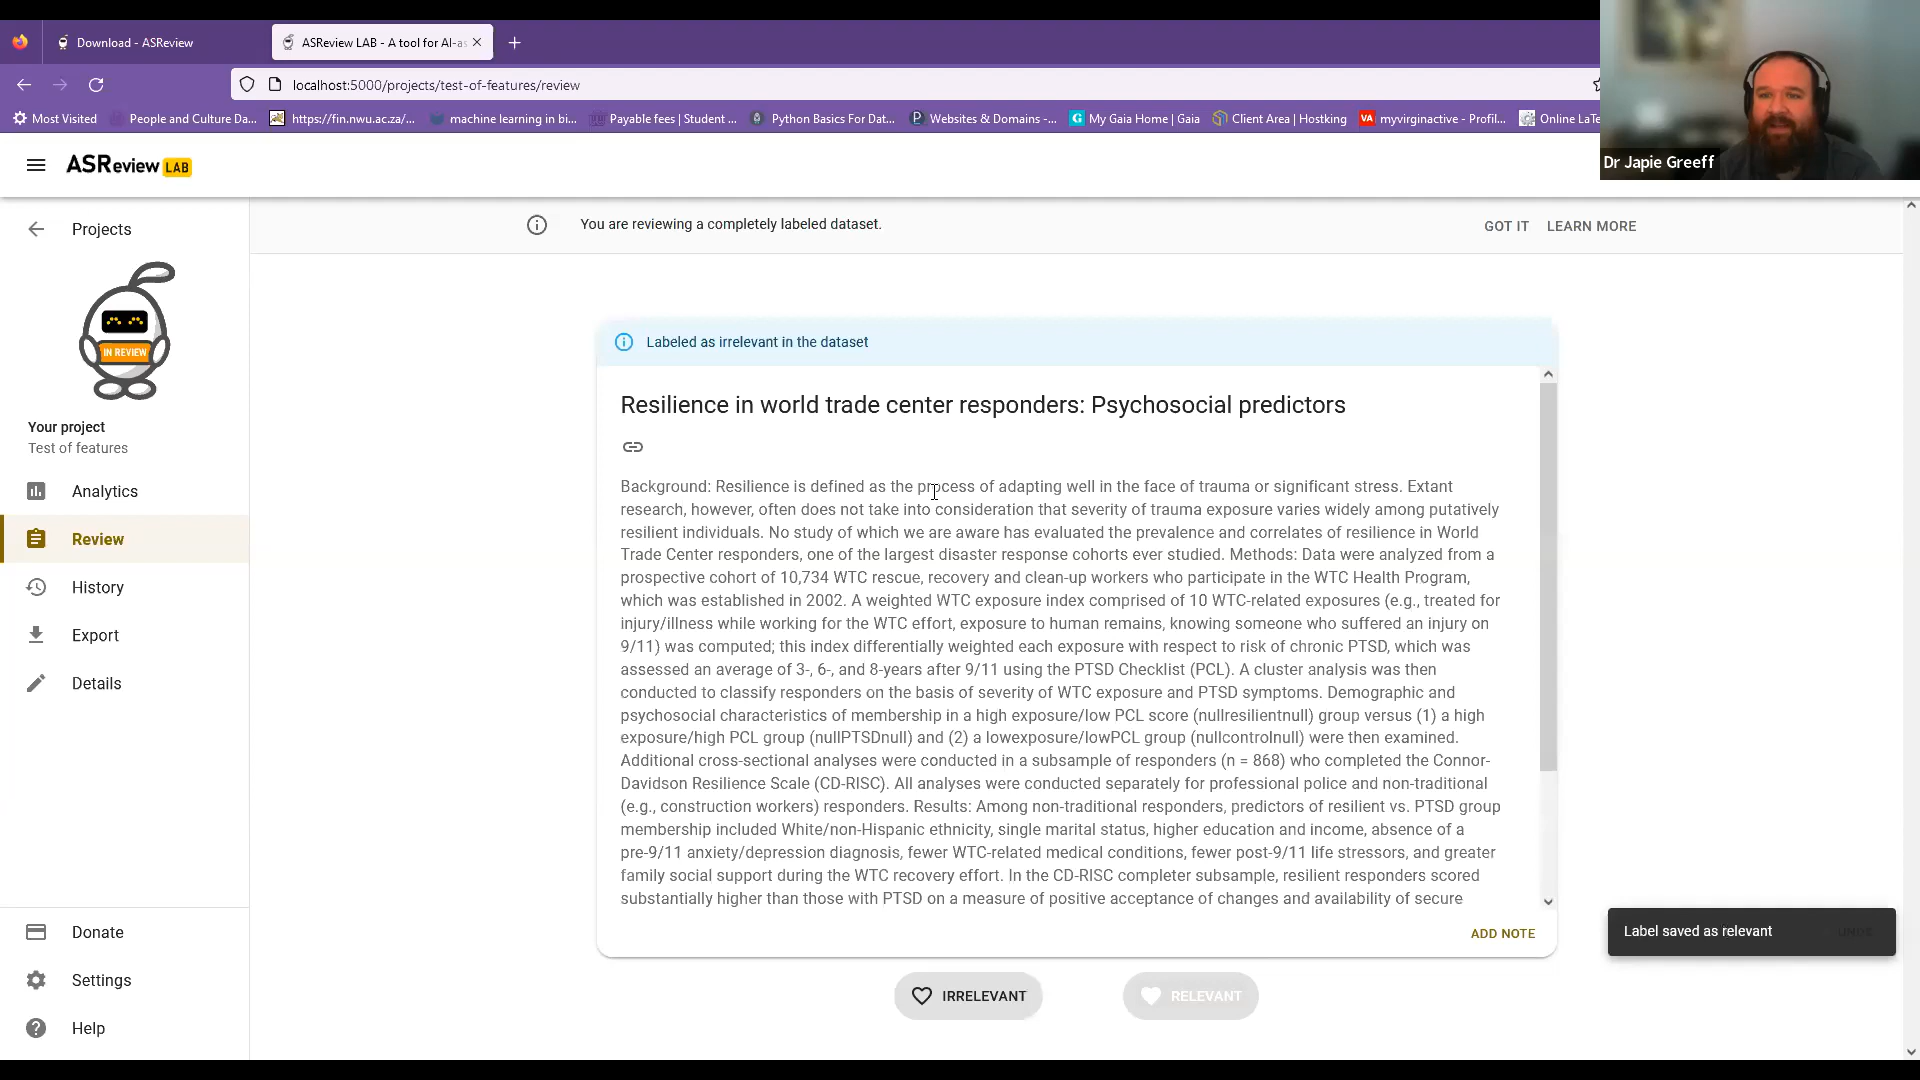 Download - ASReview
ASReview LAB - A tool for AI-as
localhost:5000/projects/test-of-features/review
Most Visited
People and Culture Da...
https://fin.nwu.ac.za/...
machine learning in bi...
Payable fees | Student ...
Python Basics For Dat...
Websites & Domains -...
My Gaia Home | Gaia
Client Area | Hostking
VA myvirginactive - Profil...
Online LaTe
Dr Japie Greeff
ASReview LAB
Projects
IN REVIEW
Your project
Test of features
Analytics
Review
History
Export
Details
Donate
Settings
Help
You are reviewing a completely labeled dataset.
GOT IT
LEARN MORE
Labeled as irrelevant in the dataset
Resilience in world trade center responders: Psychosocial predictors
Background: Resilience is defined as the process of adapting well in the face of trauma or significant stress. Extant
research, however, often does not take into consideration that severity of trauma exposure varies widely among putatively
resilient individuals. No study of which we are aware has evaluated the prevalence and correlates of resilience in World
Trade Center responders, one of the largest disaster response cohorts ever studied. Methods: Data were analyzed from a
prospective cohort of 10,734 WTC rescue, recovery and clean-up workers who participate in the WTC Health Program,
which was established in 2002. A weighted WTC exposure index comprised of 10 WTC-related exposures (e.g., treated for
injury/illness while working for the WTC effort, exposure to human remains, knowing someone who suffered an injury on
9/11) was computed; this index differentially weighted each exposure with respect to risk of chronic PTSD, which was
assessed an average of 3-, 6-, and 8-years after 9/11 using the PTSD Checklist (PCL). A cluster analysis was then
conducted to classify responders on the basis of severity of WTC exposure and PTSD symptoms. Demographic and
psychosocial characteristics of membership in a high exposure/low PCL score (nullresilientnull) group versus (1) a high
exposure/high PCL group (nullPTSDnull) and (2) a lowexposure/lowPCL group (nullcontrolnull) were then examined.
Additional cross-sectional analyses were conducted in a subsample of responders (n = 868) who completed the Connor-
Davidson Resilience Scale (CD-RISC). All analyses were conducted separately for professional police and non-traditional
(e.g., construction workers) responders. Results: Among non-traditional responders, predictors of resilient vs. PTSD group
membership included White/non-Hispanic ethnicity, single marital status, higher education and income, absence of a
pre-9/11 anxiety/depression diagnosis, fewer WTC-related medical conditions, fewer post-9/11 life stressors, and greater
family social support during the WTC recovery effort. In the CD-RISC completer subsample, resilient responders scored
substantially higher than those with PTSD on a measure of positive acceptance of changes and availability of secure
ADD NOTE
IRRELEVANT
RELEVANT
Label saved as relevant
UNDO